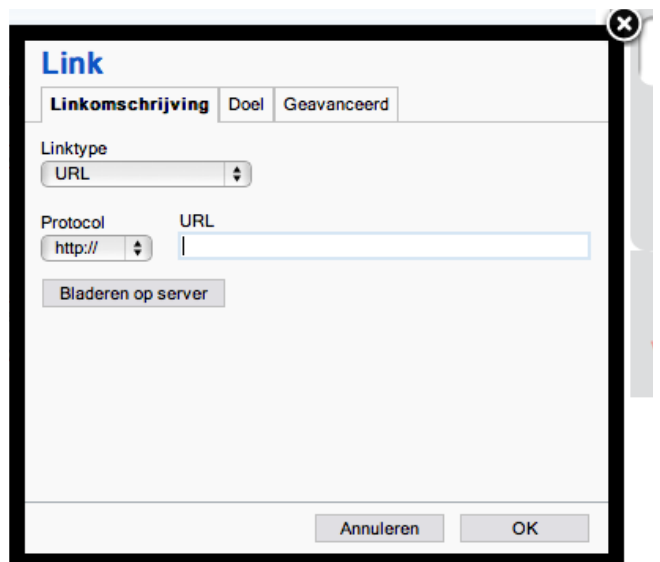 Link
Linkomschrijving Doel Geavanceerd
Linktype
URL
Protocol URL
http://
Bladeren op server
Annuleren OK